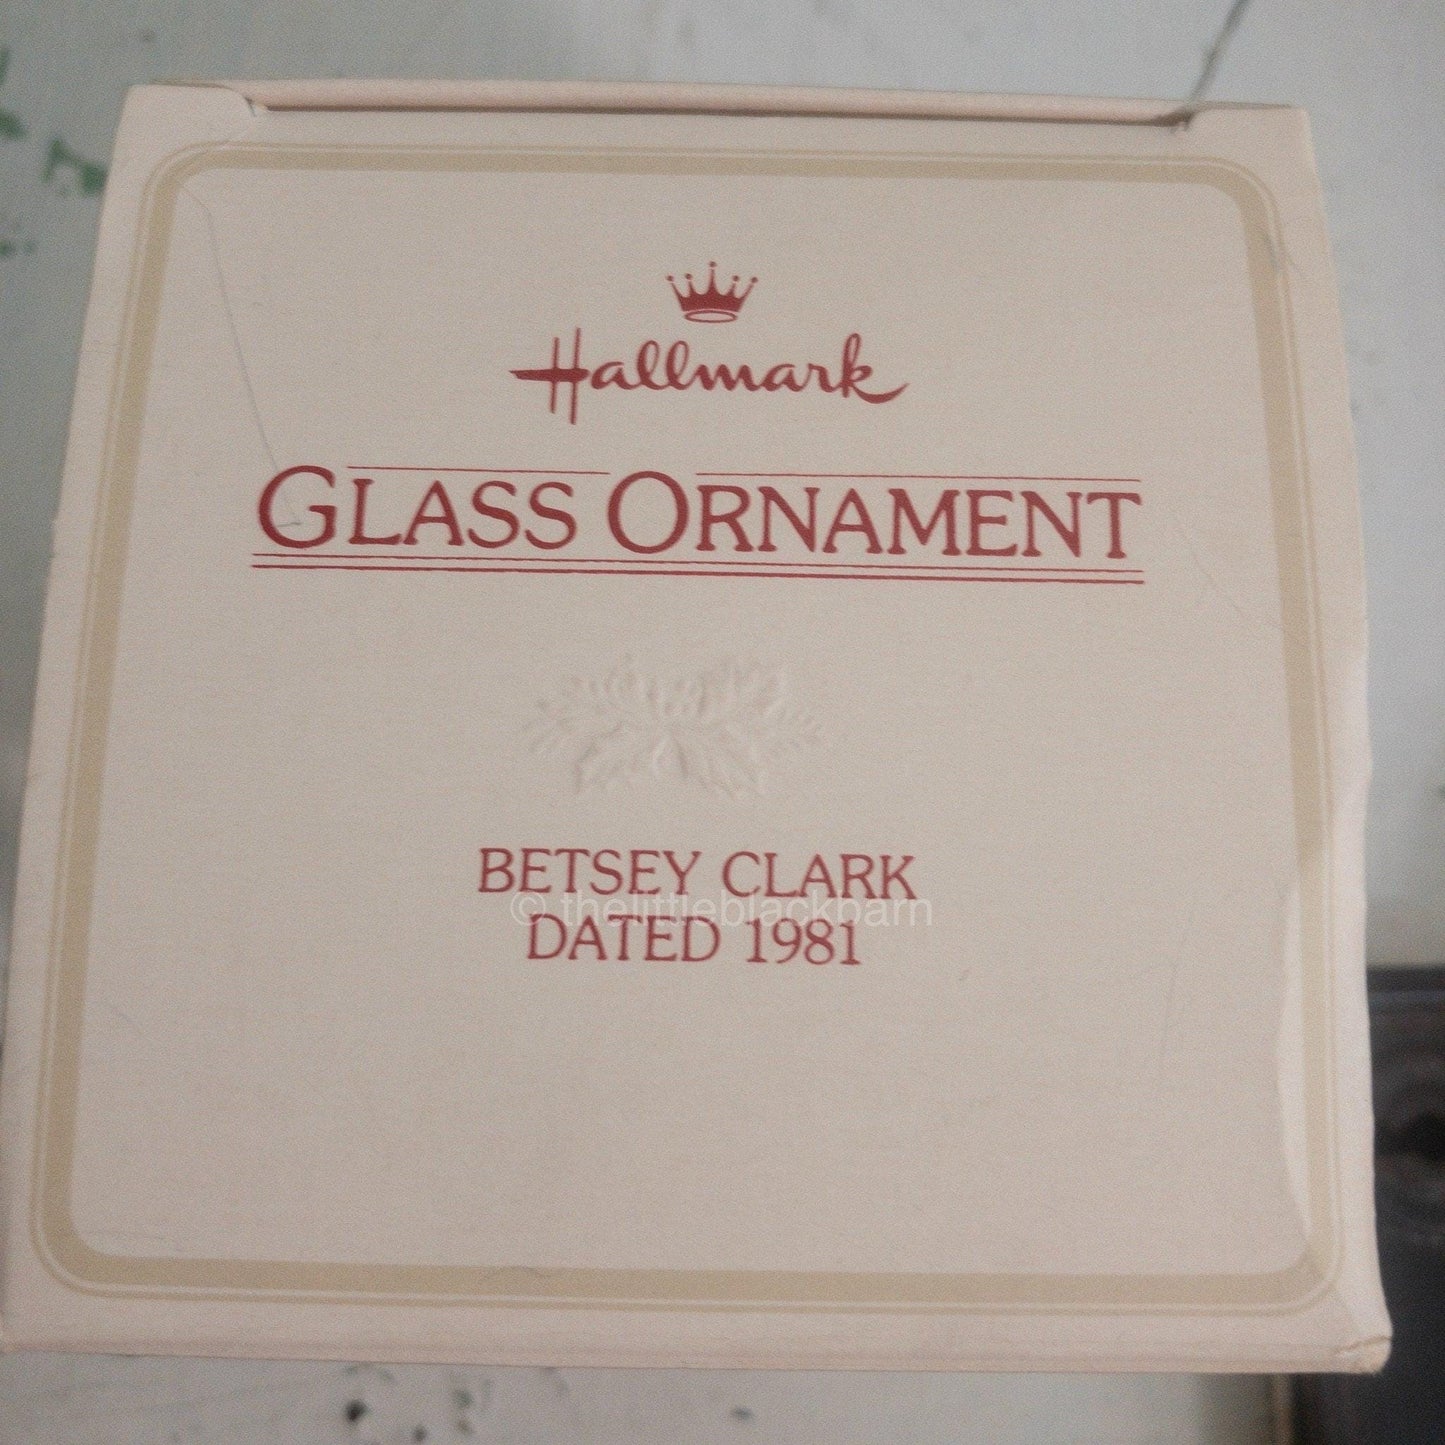 Hallmark
GLASS ORNAMENT
BETSEY CLARK
© thelittleblackbarn
DATED 1981